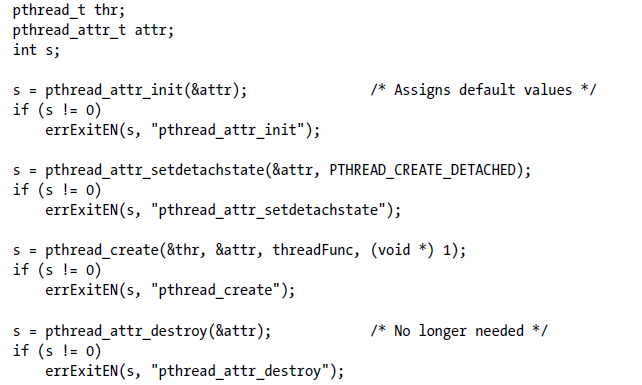 pthread_t thr;
pthread_attr_t attr;
int s;

s = pthread_attr_init(&attr);               /* Assigns default values */
if (s != 0)
    errExitEN(s, "pthread_attr_init");

s = pthread_attr_setdetachstate(&attr, PTHREAD_CREATE_DETACHED);
if (s != 0)
    errExitEN(s, "pthread_attr_setdetachstate");

s = pthread_create(&thr, &attr, threadFunc, (void *) 1);
if (s != 0)
    errExitEN(s, "pthread_create");

s = pthread_attr_destroy(&attr);            /* No longer needed */
if (s != 0)
    errExitEN(s, "pthread_attr_destroy");